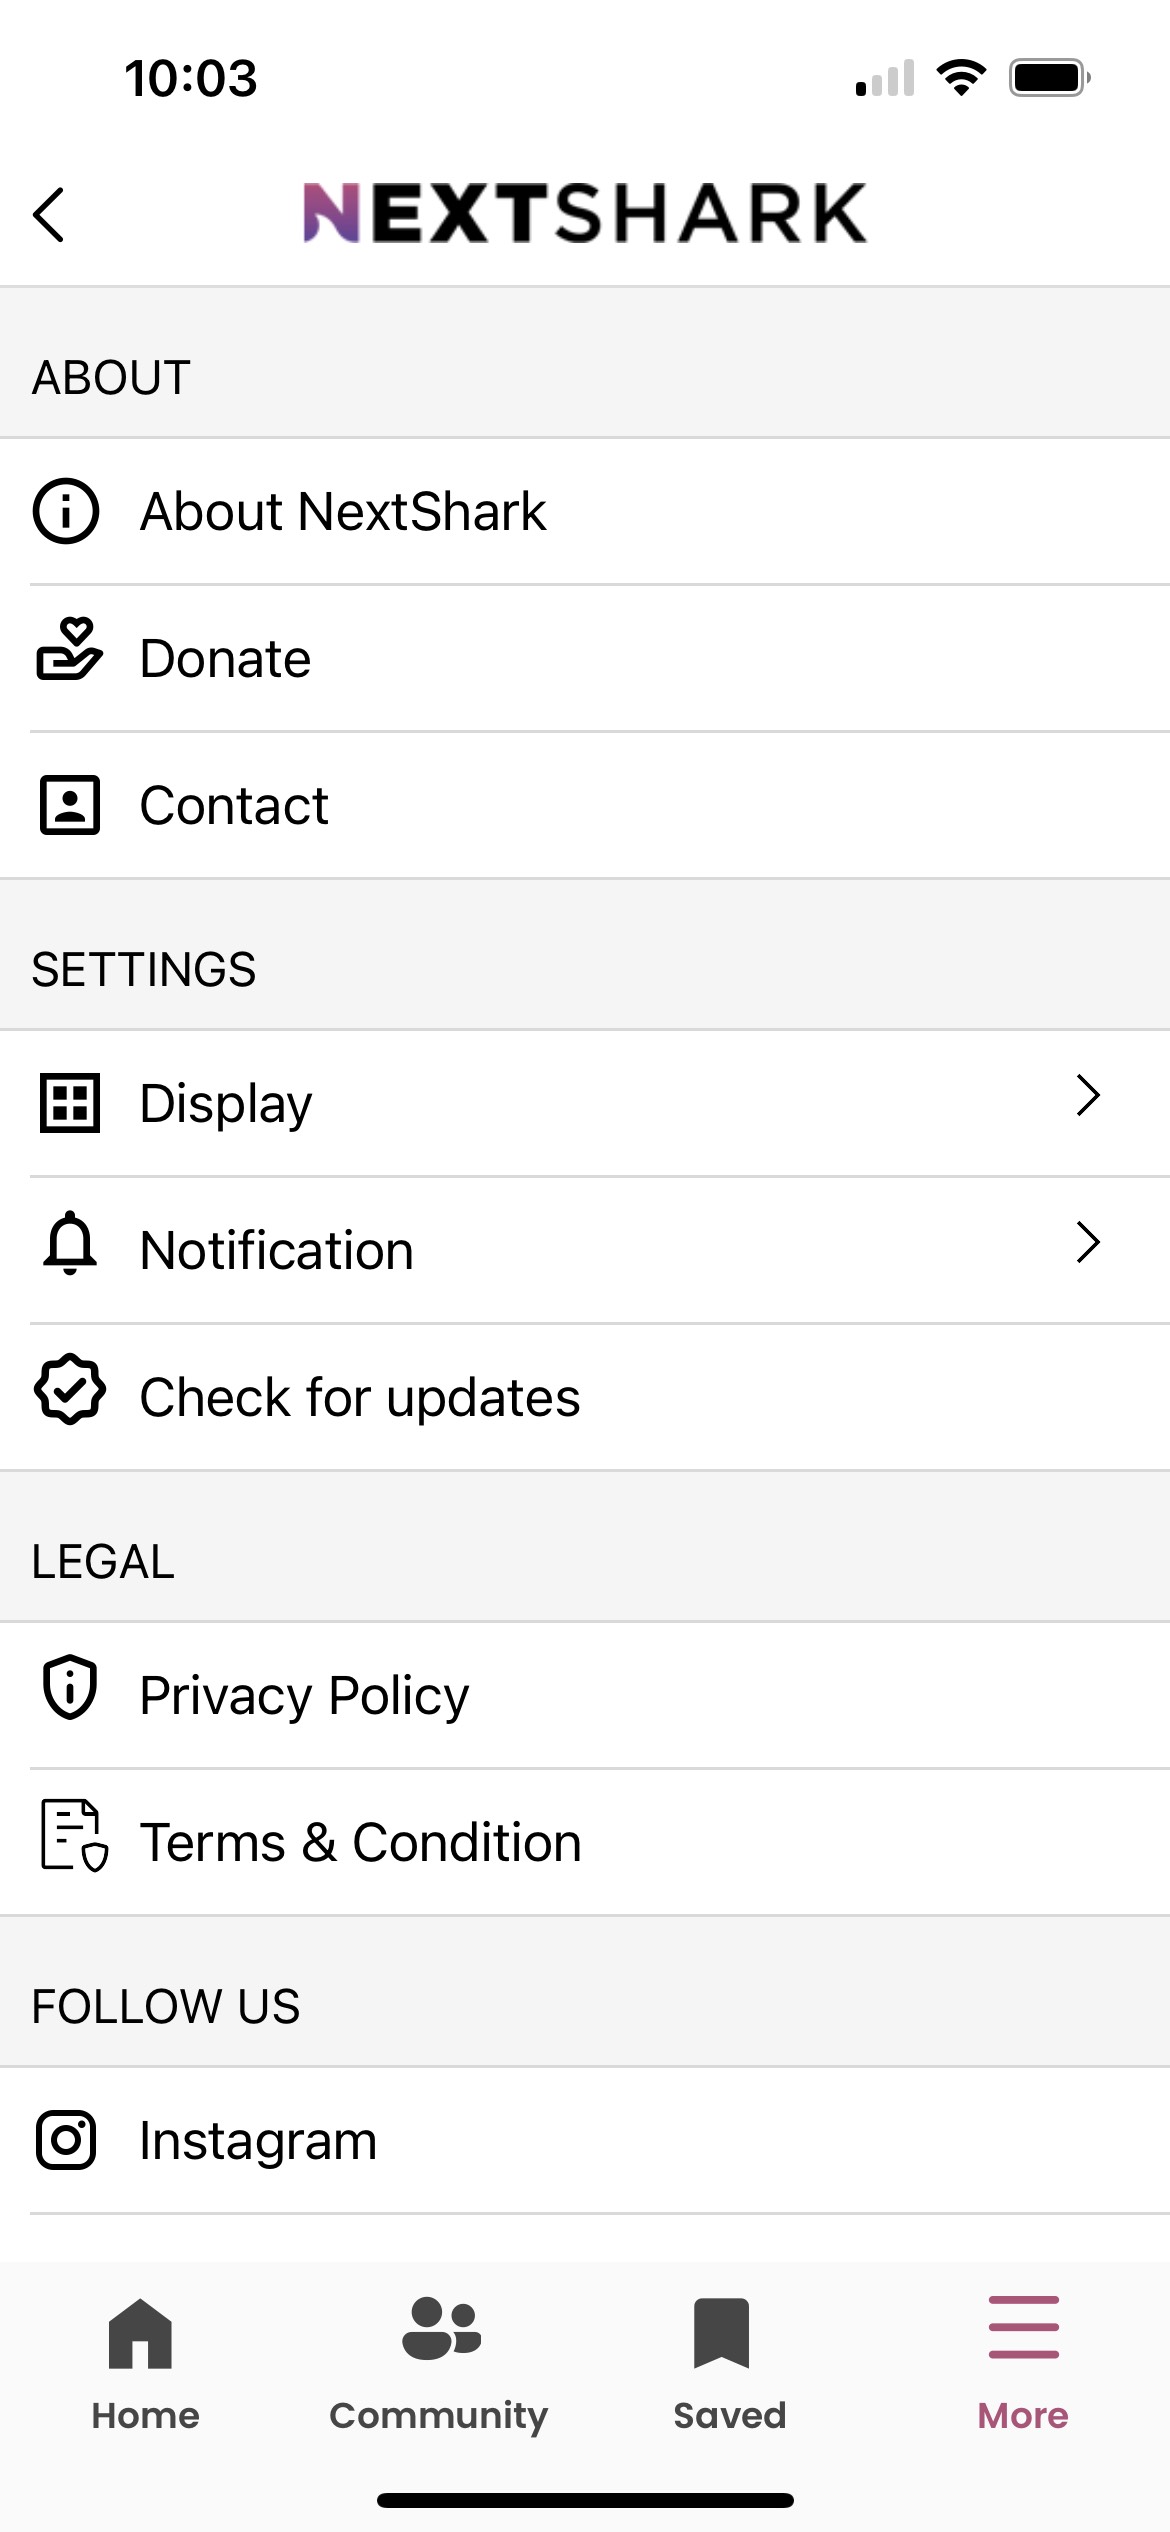 10:03
NEXTSHARK
ABOUT
About NextShark
Donate
Contact
SETTINGS
Display
Notification
Check for updates
LEGAL
Privacy Policy
Terms & Condition
FOLLOW US
Instagram
Home
Community
Saved
More